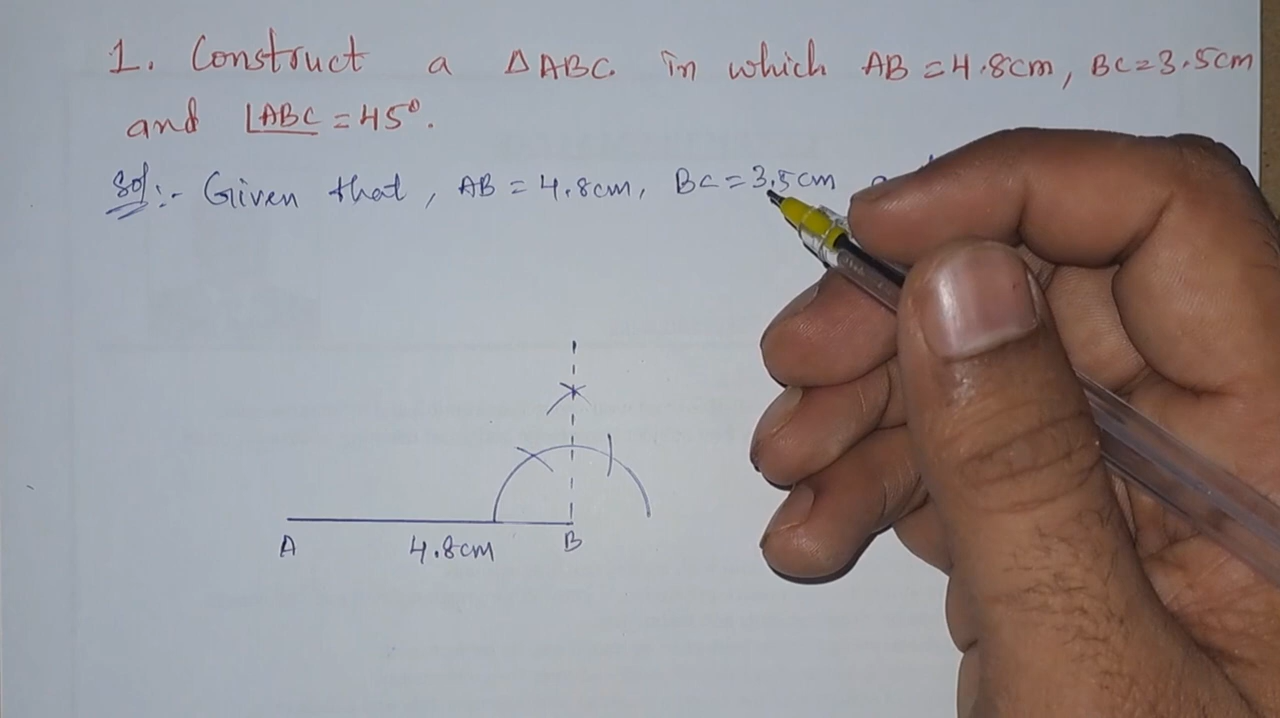 1. Construct a ΔABC. in which AB = 4.8cm, BC = 3.5cm
and ∠ABC = 45°.
Sol:- Given that, AB = 4.8cm, BC = 3.5cm
A 4.8cm B